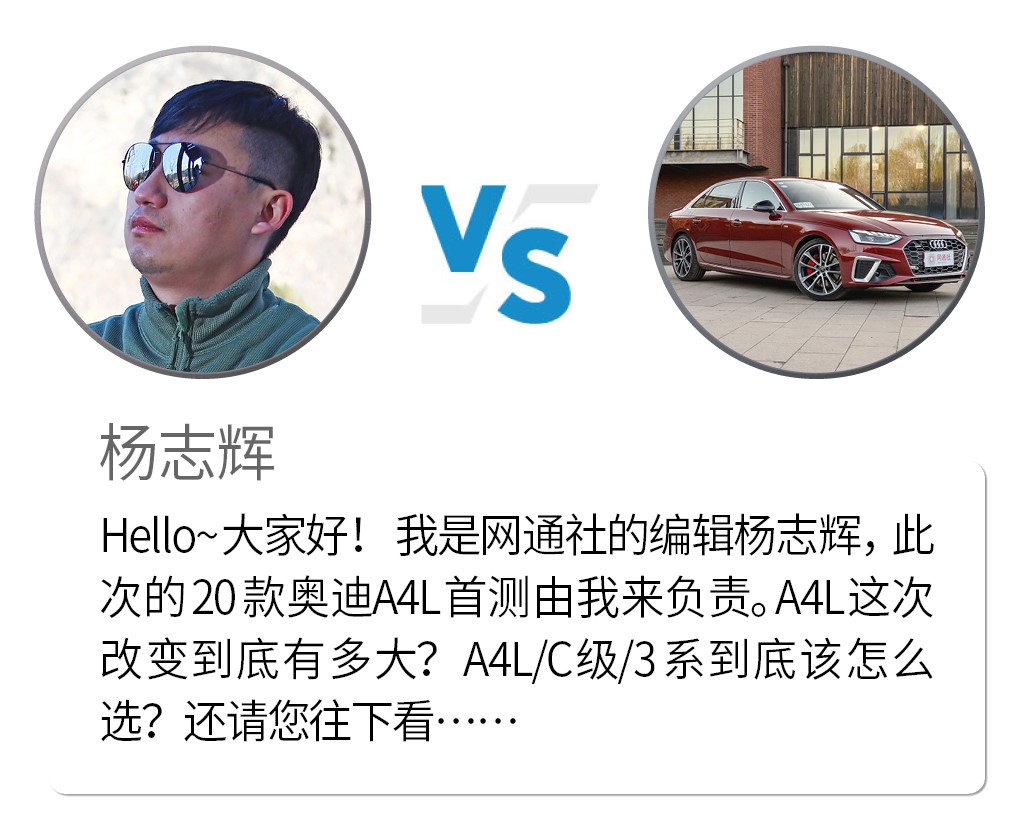 VS
杨志辉
Hello~大家好！ 我是网通社的编辑杨志辉，此
次的20款奥迪A4L首测由我来负责。A4L这次
改变到底有多大？A4L/C级/3系到底该怎么
选？还请您往下看……